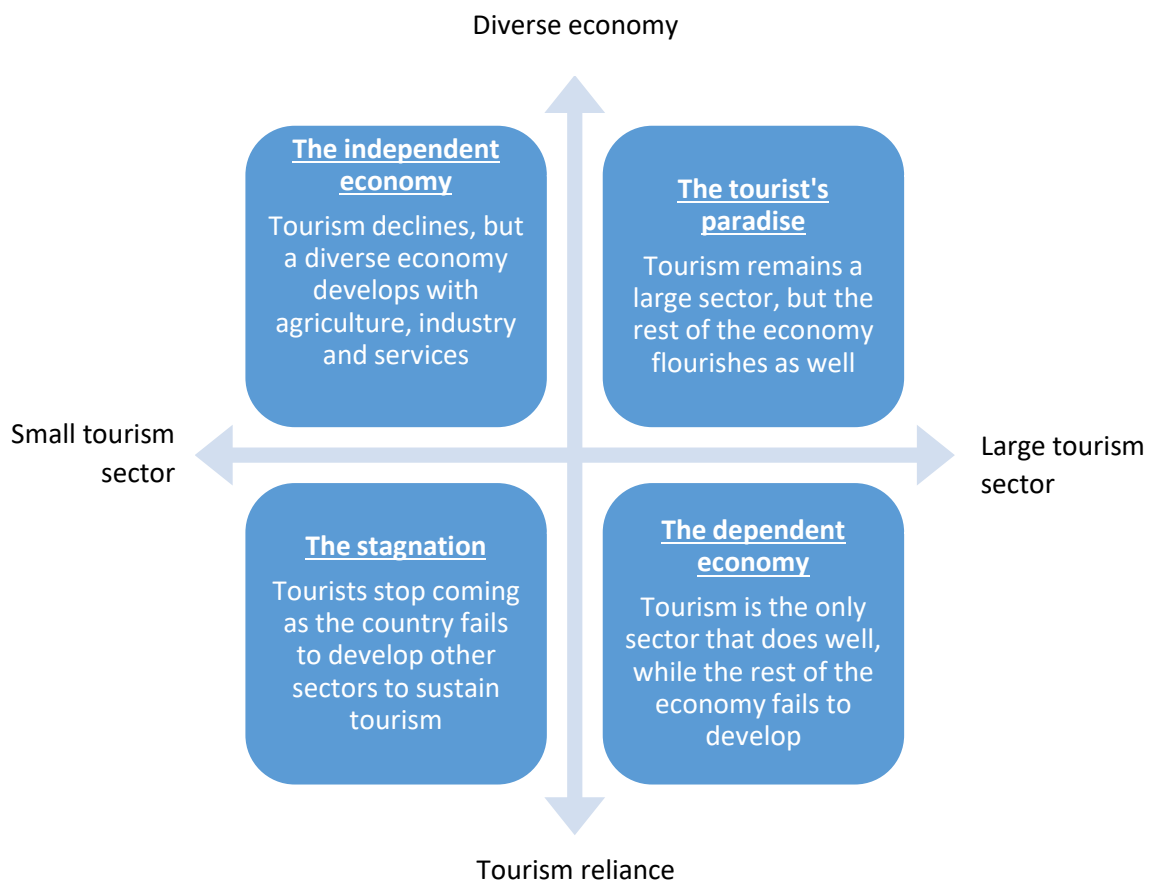 Diverse economy
The independent
economy
Tourism declines, but
a diverse economy
develops with
agriculture, industry
and services
The tourist's
paradise
Tourism remains a
large sector, but the
rest of the economy
flourishes as well
Small tourism
sector
Large tourism
sector
The stagnation
Tourists stop coming
as the country fails
to develop other
sectors to sustain
tourism
The dependent
economy
Tourism is the only
sector that does well,
while the rest of the
economy fails to
develop
Tourism reliance